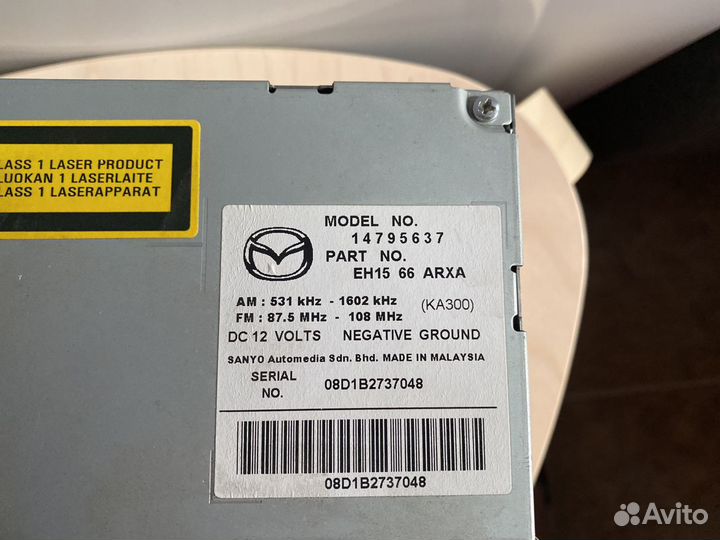 LASS 1 LASER PRODUCT
LUOKAN 1 LASERLAITE
LASS 1 LASERAPPARAT
MODEL NO.
14795637
PART NO.
EH15 66 ARXA
AM : 531 kHz - 1602 kHz (KA300)
FM : 87.5 MHz - 108 MHz
DC 12 VOLTS NEGATIVE GROUND
SANYO Automedia Sdn. Bhd. MADE IN MALAYSIA
SERIAL NO. 08D1B2737048
08D1B2737048
Avito